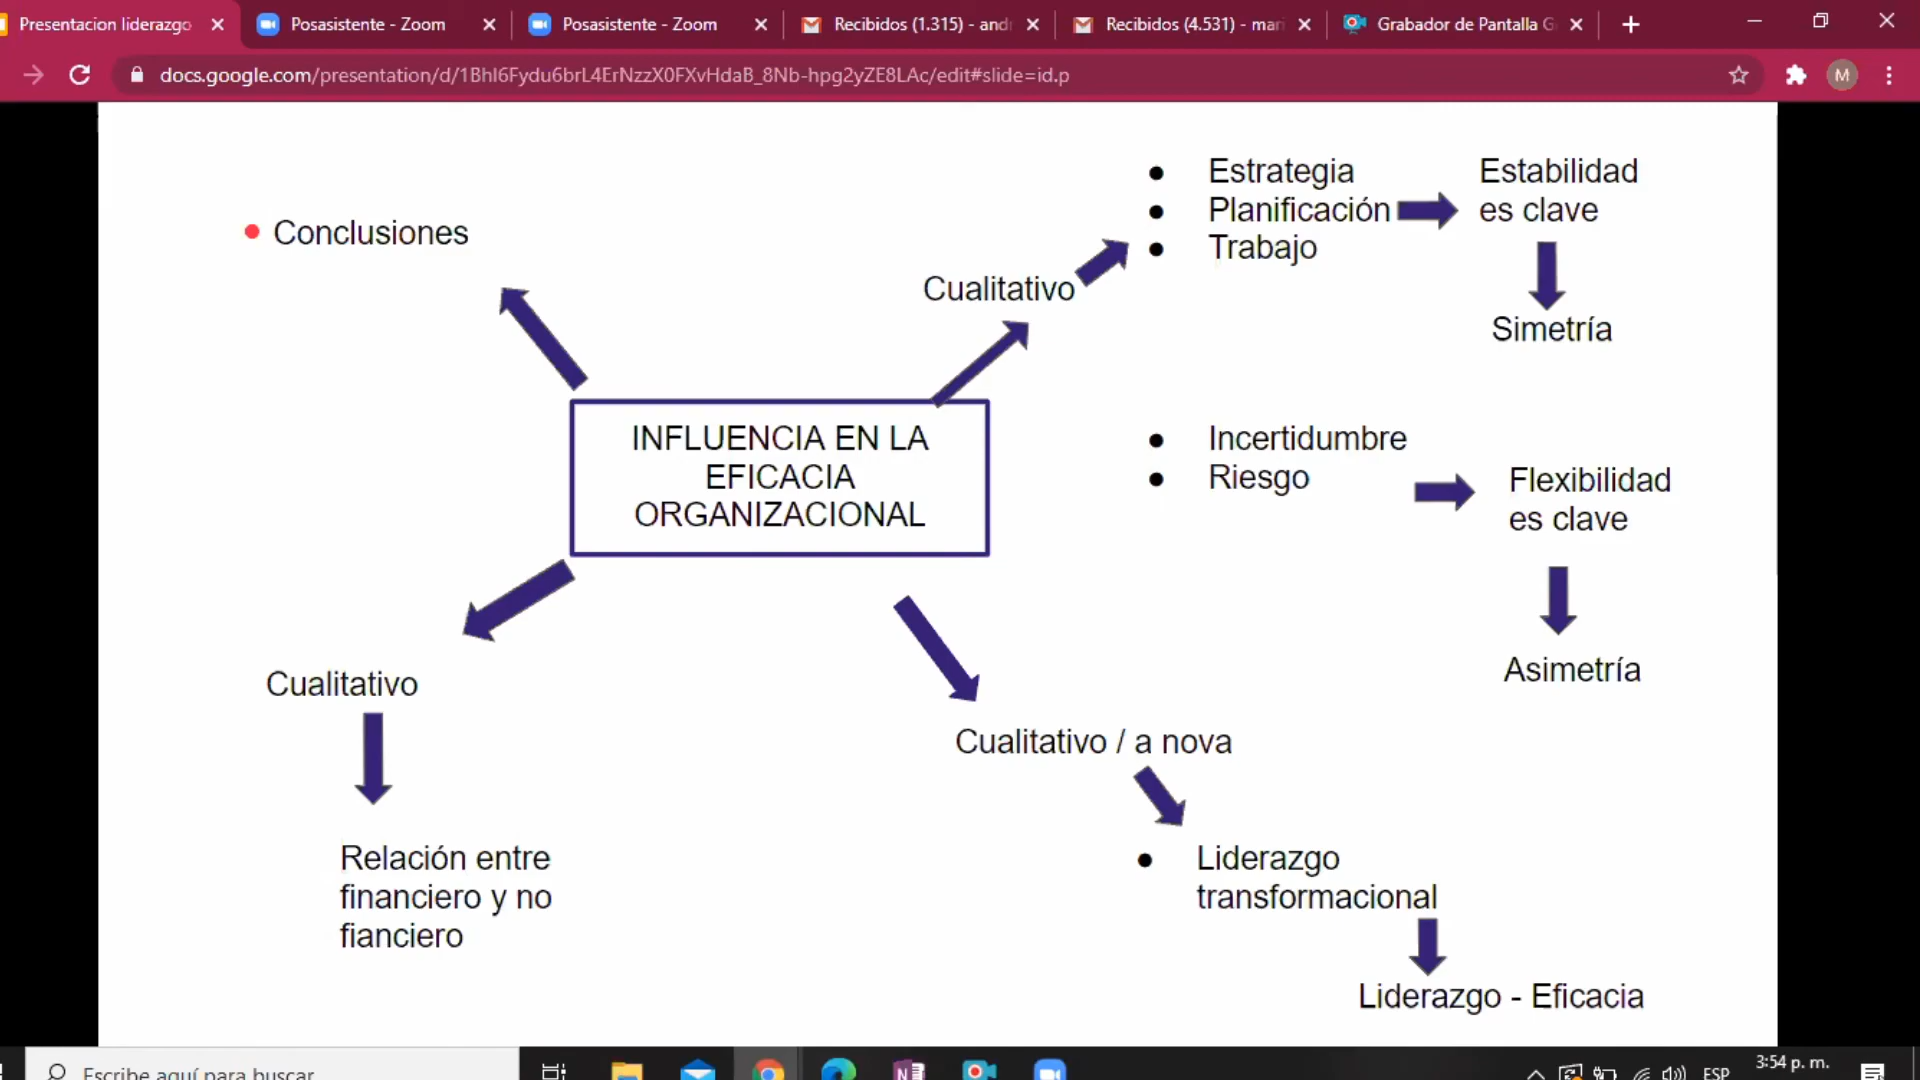 Presentacion liderazgo
Posasistente - Zoom
Posasistente - Zoom
Recibidos (1.315) - and
Recibidos (4.531) - mar
Grabador de Pantalla G
docs.google.com/presentation/d/1Bhl6Fydu6brL4ErNzzX0FXvHdaB_8Nb-hpg2yZE8LAc/edit#slide=id.p
M
Conclusiones
Cualitativo
Estrategia
Planificación
Trabajo
Estabilidad
es clave
Simetría
INFLUENCIA EN LA
EFICACIA
ORGANIZACIONAL
Incertidumbre
Riesgo
Flexibilidad
es clave
Asimetría
Cualitativo
Relación entre
financiero y no
fianciero
Cualitativo / a nova
Liderazgo
transformacional
Liderazgo - Eficacia
Escribe aquí para buscar
ESP
3:54 p. m.